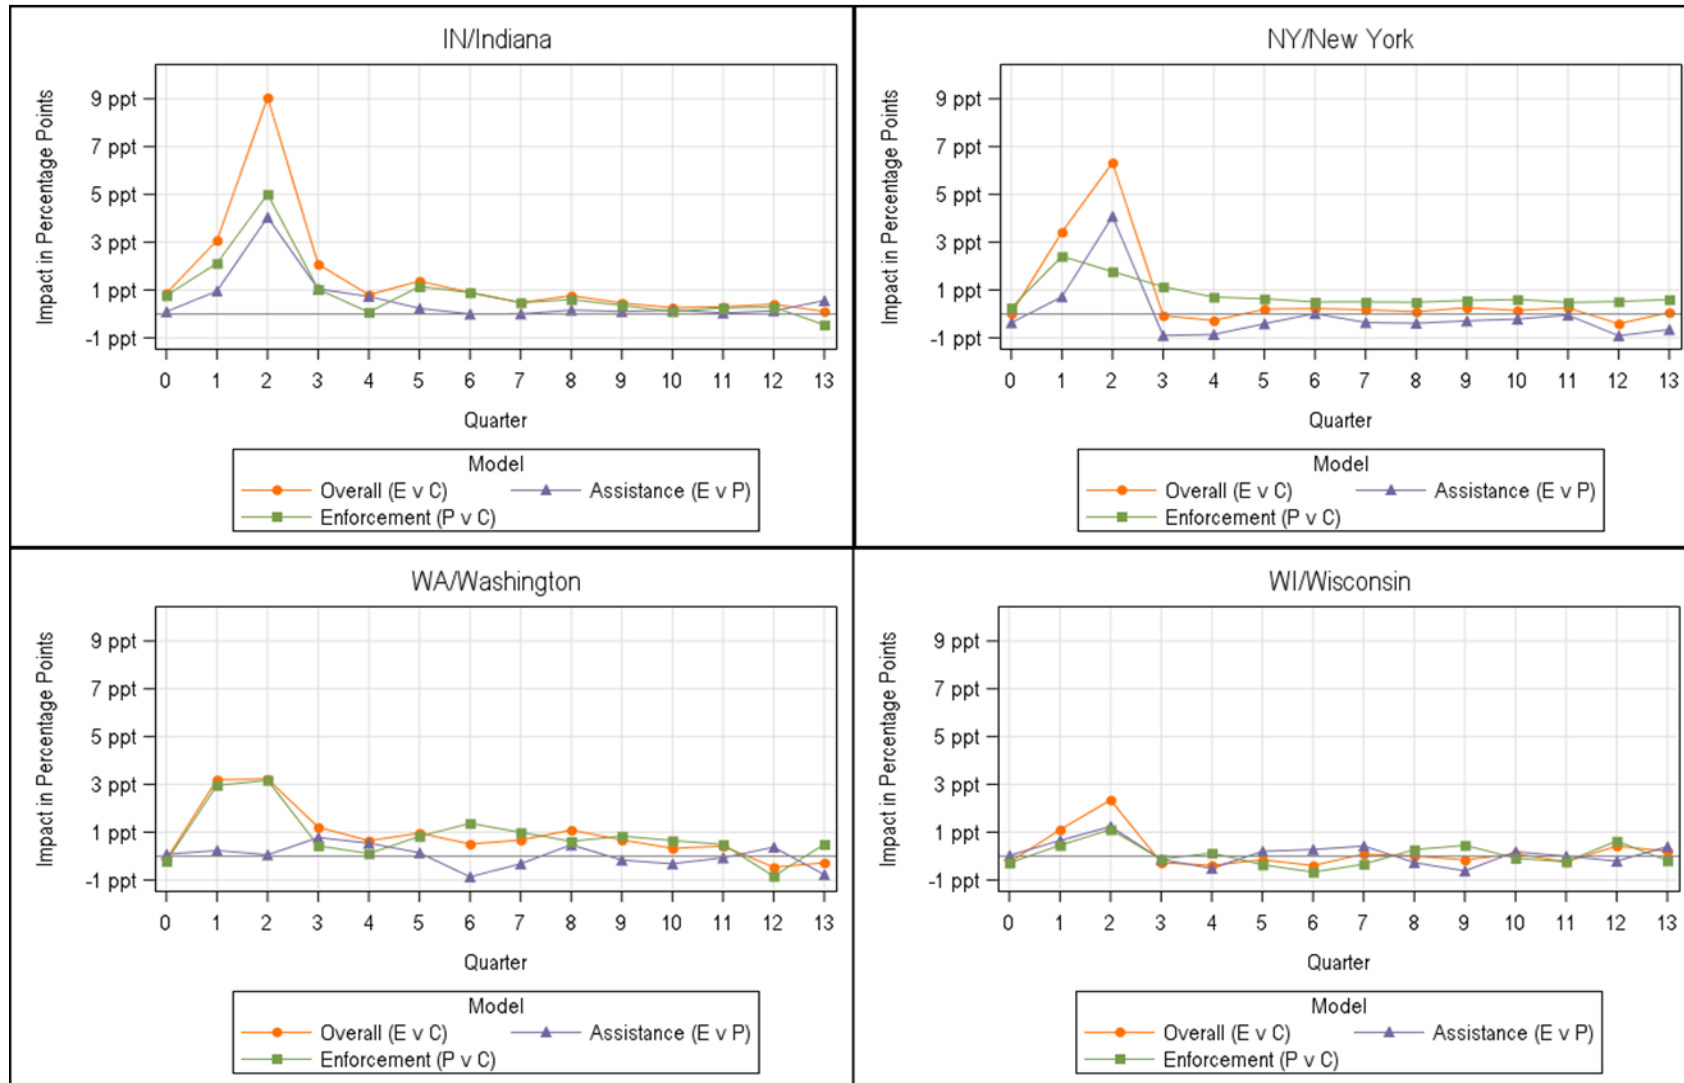 IN/Indiana
Impact in Percentage Points
9 ppt
7 ppt
5 ppt
3 ppt
1 ppt
-1 ppt
0 1 2 3 4 5 6 7 8 9 10 11 12 13
Quarter
Model
Overall (E v C) Assistance (E v P)
Enforcement (P v C)
NY/New York
Impact in Percentage Points
9 ppt
7 ppt
5 ppt
3 ppt
1 ppt
-1 ppt
0 1 2 3 4 5 6 7 8 9 10 11 12 13
Quarter
Model
Overall (E v C) Assistance (E v P)
Enforcement (P v C)
WA/Washington
Impact in Percentage Points
9 ppt
7 ppt
5 ppt
3 ppt
1 ppt
-1 ppt
0 1 2 3 4 5 6 7 8 9 10 11 12 13
Quarter
Model
Overall (E v C) Assistance (E v P)
Enforcement (P v C)
WI/Wisconsin
Impact in Percentage Points
9 ppt
7 ppt
5 ppt
3 ppt
1 ppt
-1 ppt
0 1 2 3 4 5 6 7 8 9 10 11 12 13
Quarter
Model
Overall (E v C) Assistance (E v P)
Enforcement (P v C)